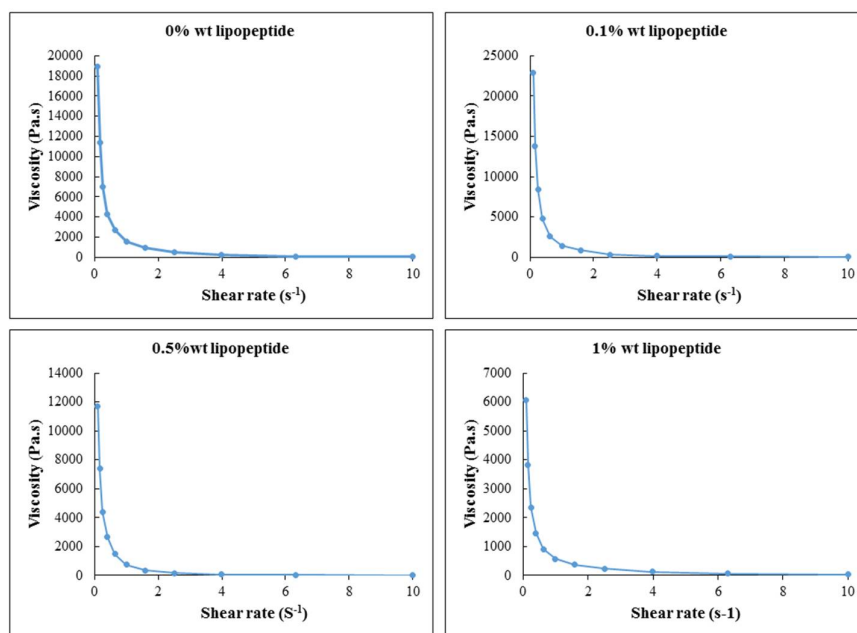 0% wt lipopeptide
Viscosity (Pa.s)
20000
18000
16000
14000
12000
10000
8000
6000
4000
2000
0
0 2 4 6 8 10
Shear rate (s-1)
0.1% wt lipopeptide
Viscosity (Pa.s)
25000
20000
15000
10000
5000
0
0 2 4 6 8 10
Shear rate (s-1)
0.5%wt lipopeptide
Viscosity (Pa.s)
14000
12000
10000
8000
6000
4000
2000
0
0 2 4 6 8 10
Shear rate (S-1)
1% wt lipopeptide
Viscosity (Pa.s)
7000
6000
5000
4000
3000
2000
1000
0
0 2 4 6 8 10
Shear rate (s-1)